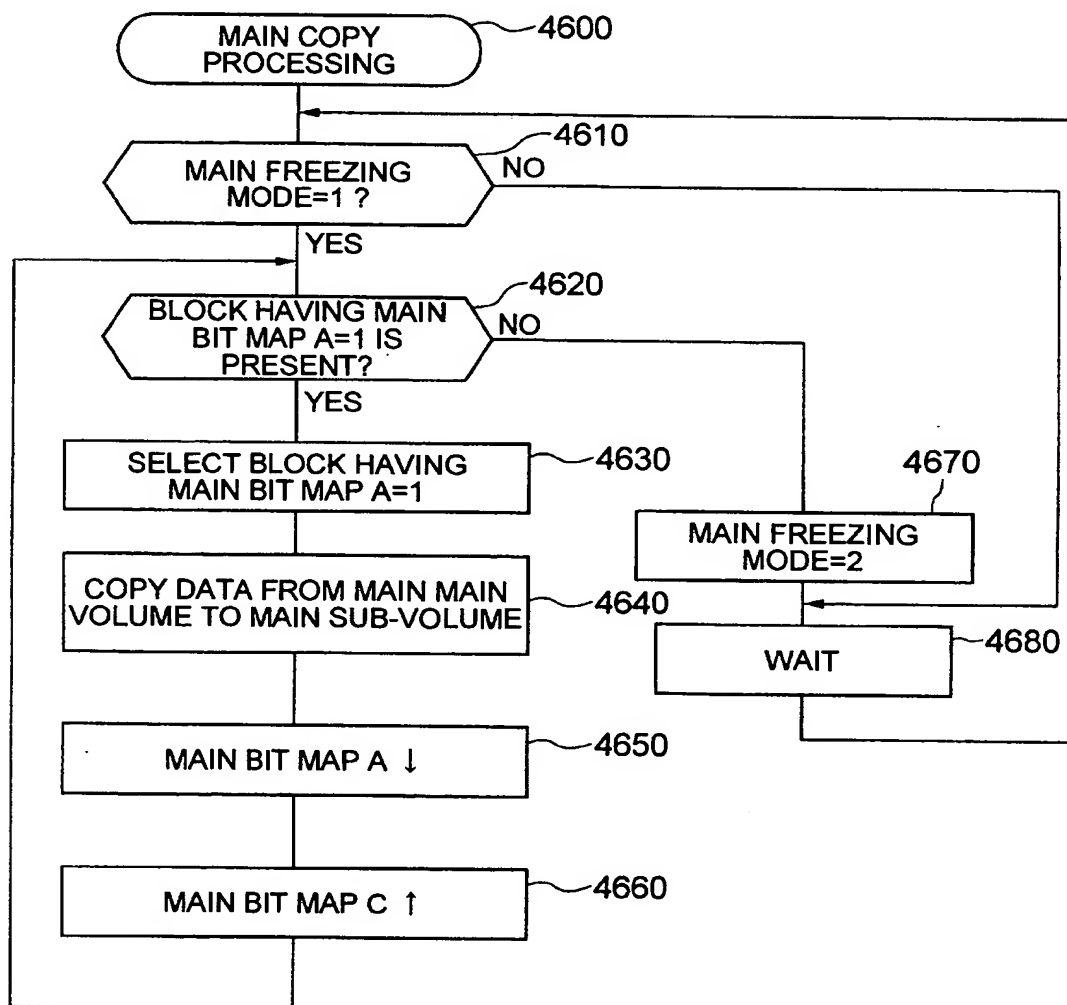 MAIN COPY
PROCESSING
4600
4610
MAIN FREEZING
MODE=1 ?
NO
YES
4620
BLOCK HAVING MAIN
BIT MAP A=1 IS
PRESENT?
NO
YES
SELECT BLOCK HAVING
MAIN BIT MAP A=1
4630
4670
MAIN FREEZING
MODE=2
COPY DATA FROM MAIN MAIN
VOLUME TO MAIN SUB-VOLUME
4640
WAIT
4680
MAIN BIT MAP A ↓
4650
MAIN BIT MAP C ↑
4660